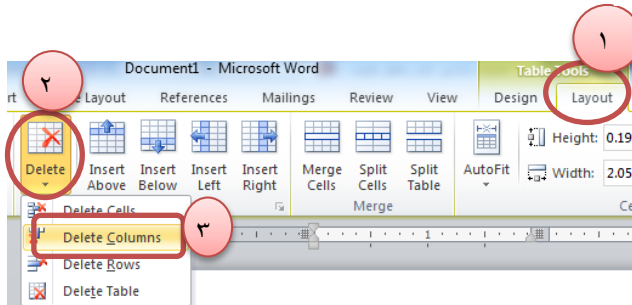 ١
٢
Document1 - Microsoft Word
Table Tools
Layout References Mailings Review View Design Layout
Delete Insert Above Insert Below Insert Left Insert Right Merge Cells Split Cells Split Table AutoFit Height: 0.19
Width: 2.05
Merge
Delete Cells
Delete Columns
٣
1
Delete Rows
Delete Table